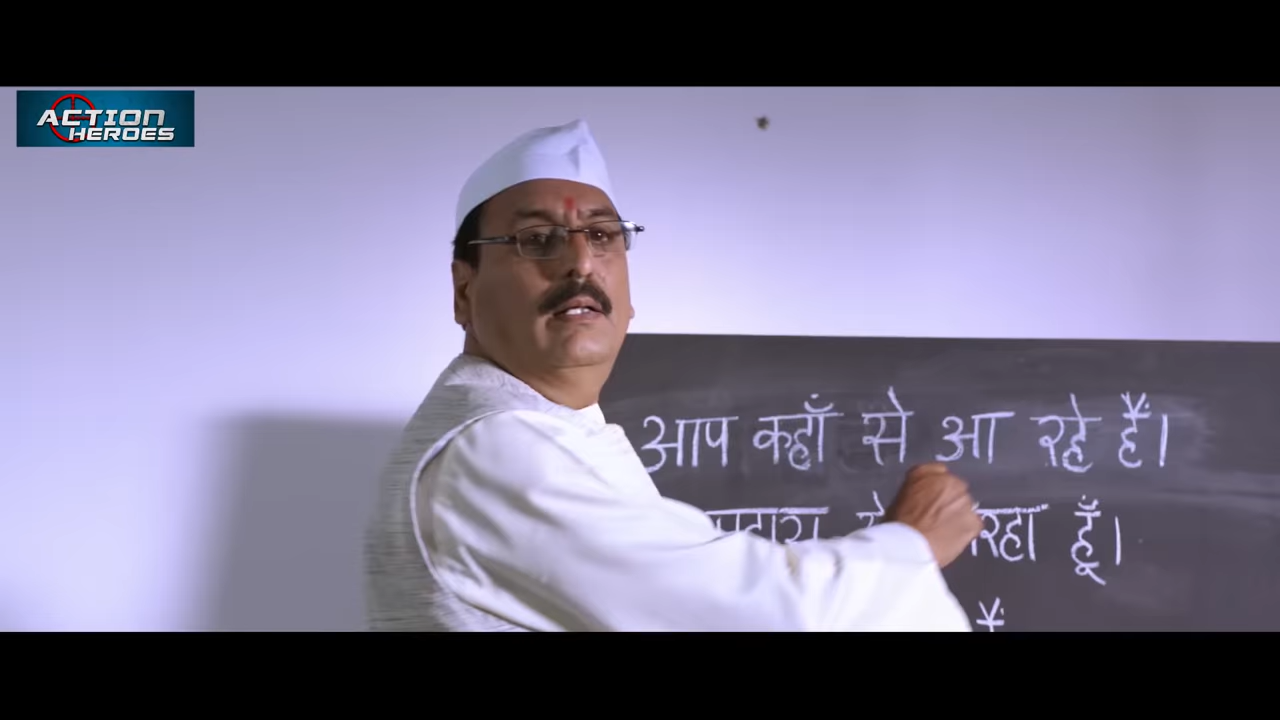 ACTION
HEROES
आप कहाँ से आ रहे हैं।
रहा हूँ।